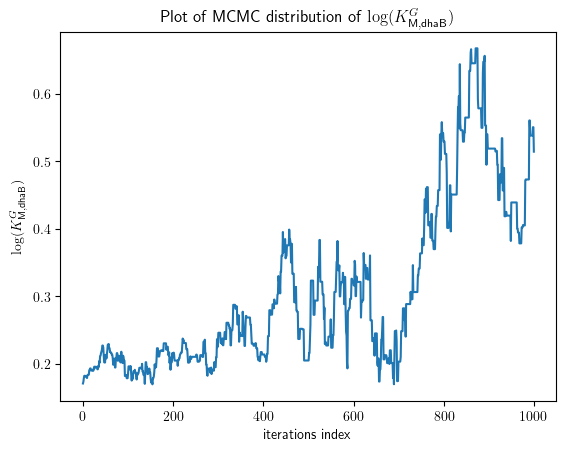 Plot of MCMC distribution of log(K^G_{M,dhaB})
log(K^G_{M,dhaB})
0.6
0.5
0.4
0.3
0.2
0 200 400 600 800 1000
iterations index